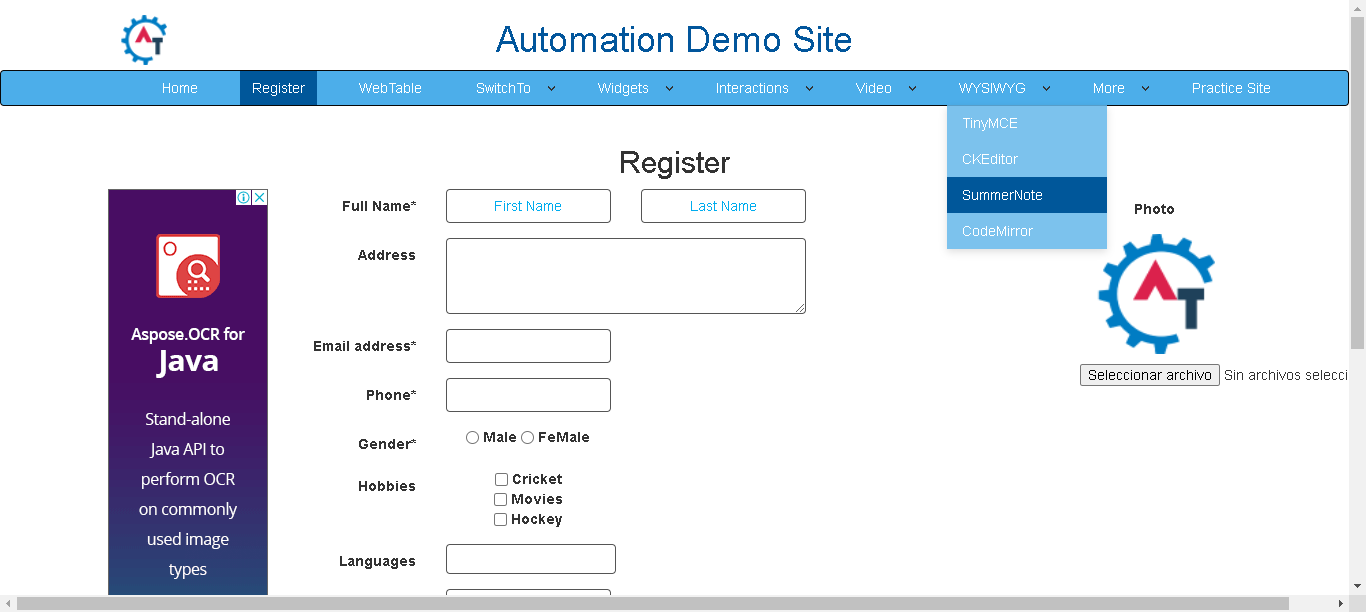 Automation Demo Site
Home Register WebTable SwitchTo Widgets Interactions Video WYSIWYG More Practice Site
TinyMCE
CKEditor
SummerNote
CodeMirror
Register
Aspose.OCR for
Java
Stand-alone
Java API to
perform OCR
on commonly
used image
types
Full Name* First Name Last Name
Address
Email address*
Phone*
Gender* Male FeMale
Hobbies
Cricket
Movies
Hockey
Languages
Photo
AT
Seleccionar archivo Sin archivos selecci